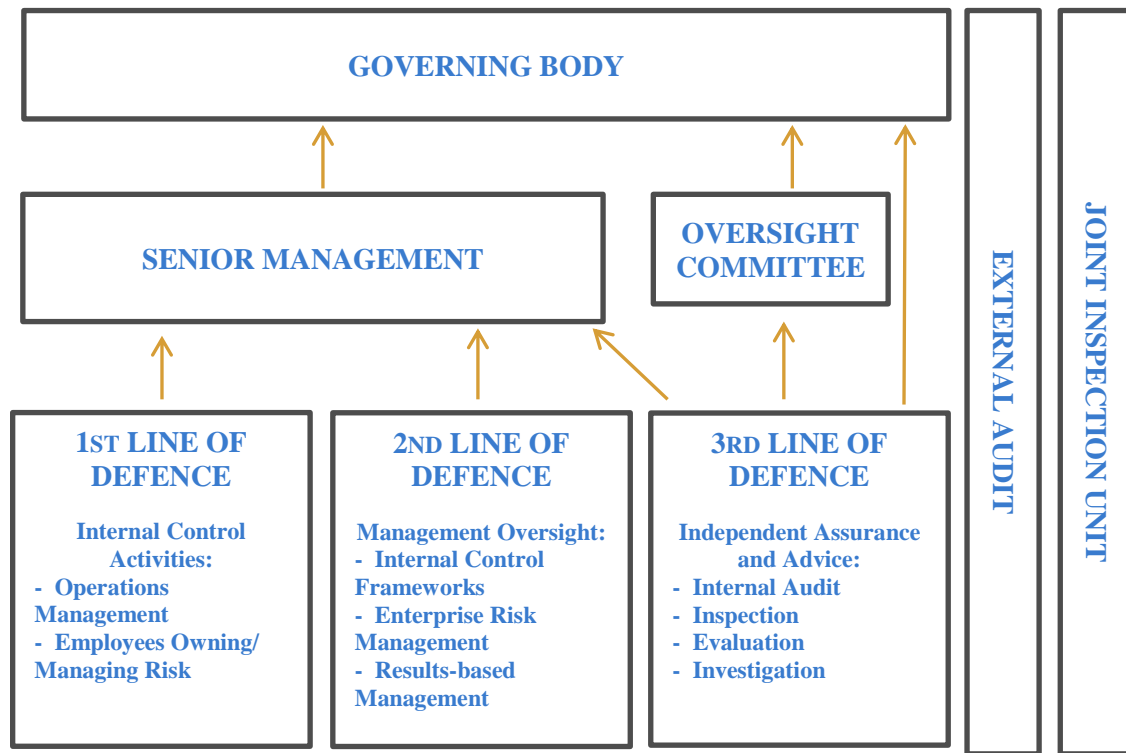 GOVERNING BODY
SENIOR MANAGEMENT
OVERSIGHT
COMMITTEE
1ST LINE OF
DEFENCE
Internal Control
Activities:
- Operations
Management
- Employees Owning/
Managing Risk
2ND LINE OF
DEFENCE
Management Oversight:
- Internal Control
Frameworks
- Enterprise Risk
Management
- Results-based
Management
3RD LINE OF
DEFENCE
Independent Assurance
and Advice:
- Internal Audit
- Inspection
- Evaluation
- Investigation
EXTERNAL AUDIT
JOINT INSPECTION UNIT